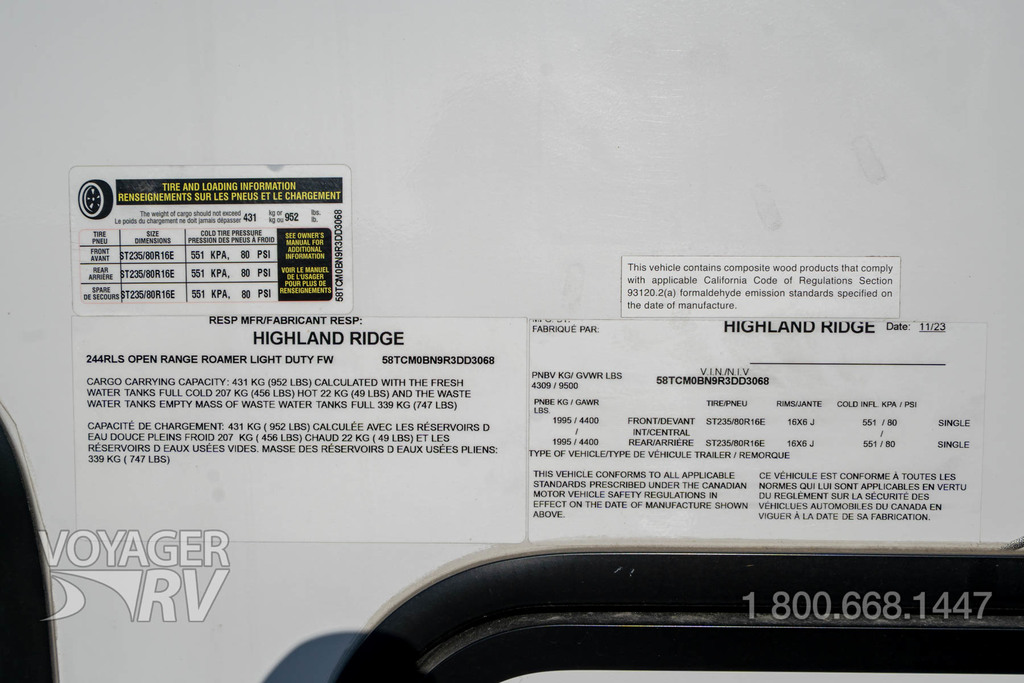 TIRE AND LOADING INFORMATION
RENSEIGNEMENTS SUR LES PNEUS ET LE CHARGEMENT
The weight of cargo should not exceed 431 kg or 952 lbs.
Le poids du chargement ne doit jamais dépasser kg ou lb.
TIRE PNEU SIZE DIMENSIONS COLD TIRE PRESSURE PRESSION DES PNEUS À FROID
FRONT AVANT ST235/80R16E 551 KPA, 80 PSI
REAR ARRIÈRE ST235/80R16E 551 KPA, 80 PSI
SPARE DE SECOURS ST235/80R16E 551 KPA, 80 PSI
SEE OWNER'S
MANUAL FOR
ADDITIONAL
INFORMATION
VOIR LE MANUEL
DE L'USAGER
POUR PLUS DE
RENSEIGNEMENTS
58TCM0BN9R3DD3068
This vehicle contains composite wood products that comply
with applicable California Code of Regulations Section
93120.2(a) formaldehyde emission standards specified on
the date of manufacture.
RESP MFR/FABRICANT RESP:
HIGHLAND RIDGE
244RLS OPEN RANGE ROAMER LIGHT DUTY FW 58TCM0BN9R3DD3068
CARGO CARRYING CAPACITY: 431 KG (952 LBS) CALCULATED WITH THE FRESH
WATER TANKS FULL COLD 207 KG (456 LBS) HOT 22 KG (49 LBS) AND THE WASTE
WATER TANKS EMPTY MASS OF WASTE WATER TANKS FULL 339 KG (747 LBS)
CAPACITÉ DE CHARGEMENT: 431 KG ( 952 LBS) CALCULÉE AVEC LES RÉSERVOIRS D
EAU DOUCE PLEINS FROID 207 KG ( 456 LBS) CHAUD 22 KG ( 49 LBS) ET LES
RÉSERVOIRS D EAUX USÉES VIDES. MASSE DES RÉSERVOIRS D EAUX USÉES PLIENS:
339 KG ( 747 LBS)
FABRIQUÉ PAR: HIGHLAND RIDGE Date: 11/23
PNBV KG/ GVWR LBS V.I.N./N.I.V
4309 / 9500 58TCM0BN9R3DD3068
PNBE KG / GAWR LBS. TIRE/PNEU RIMS/JANTE COLD INFL. KPA / PSI
1995 / 4400 FRONT/DEVANT ST235/80R16E 16X6 J 551 / 80 SINGLE
/ INT/CENTRAL /
1995 / 4400 REAR/ARRIÈRE ST235/80R16E 16X6 J 551 / 80 SINGLE
TYPE OF VEHICLE/TYPE DE VÉHICULE TRAILER / REMORQUE
THIS VEHICLE CONFORMS TO ALL APPLICABLE
STANDARDS PRESCRIBED UNDER THE CANADIAN
MOTOR VEHICLE SAFETY REGULATIONS IN
EFFECT ON THE DATE OF MANUFACTURE SHOWN
ABOVE.
CE VÉHICULE EST CONFORME À TOUTES LES
NORMES QUI LUI SONT APPLICABLES EN VERTU
DU REGLÉMENT SUR LA SÉCURITÉ DES
VÉHICLUES AUTOMOBILES DU CANADA EN
VIGUER À LA DATE DE SA FABRICATION.
VOYAGER
RV
1.800.668.1447